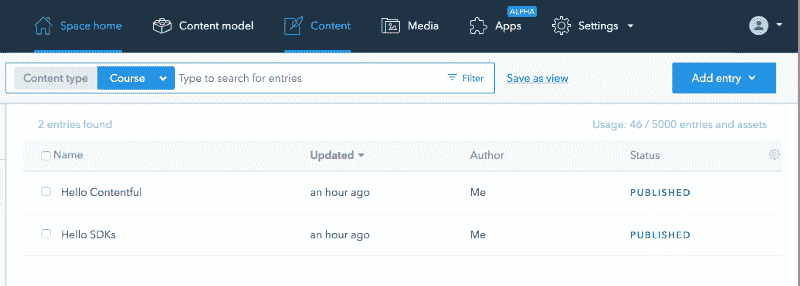 ALPHA
Space home Content model Content Media Apps Settings
Content type Course Type to search for entries Filter Save as view Add entry
2 entries found Usage: 46 / 5000 entries and assets
Name Updated Author Status
Hello Contentful an hour ago Me PUBLISHED
Hello SDKs an hour ago Me PUBLISHED